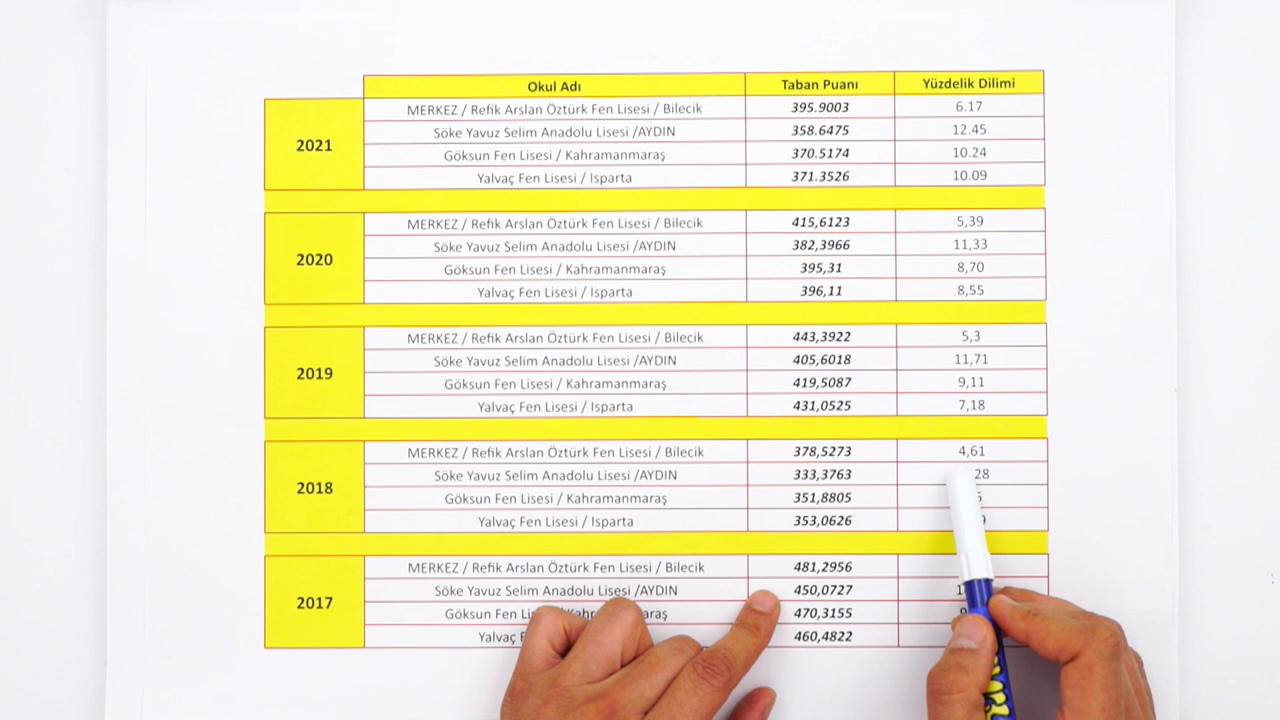 Okul Adı Taban Puanı Yüzdelik Dilimi
2021
MERKEZ / Refik Arslan Öztürk Fen Lisesi / Bilecik 395.9003 6.17
Söke Yavuz Selim Anadolu Lisesi /AYDIN 358.6475 12.45
Göksun Fen Lisesi / Kahramanmaraş 370.5174 10.24
Yalvaç Fen Lisesi / Isparta 371.3526 10.09
2020
MERKEZ / Refik Arslan Öztürk Fen Lisesi / Bilecik 415,6123 5,39
Söke Yavuz Selim Anadolu Lisesi /AYDIN 382,3966 11,33
Göksun Fen Lisesi / Kahramanmaraş 395,31 8,70
Yalvaç Fen Lisesi / Isparta 396,11 8,55
2019
MERKEZ / Refik Arslan Öztürk Fen Lisesi / Bilecik 443,3922 5,3
Söke Yavuz Selim Anadolu Lisesi /AYDIN 405,6018 11,71
Göksun Fen Lisesi / Kahramanmaraş 419,5087 9,11
Yalvaç Fen Lisesi / Isparta 431,0525 7,18
2018
MERKEZ / Refik Arslan Öztürk Fen Lisesi / Bilecik 378,5273 4,61
Söke Yavuz Selim Anadolu Lisesi /AYDIN 333,3763
Göksun Fen Lisesi / Kahramanmaraş 351,8805
Yalvaç Fen Lisesi / Isparta 353,0626
2017
MERKEZ / Refik Arslan Öztürk Fen Lisesi / Bilecik 481,2956
Söke Yavuz Selim Anadolu Lisesi /AYDIN 450,0727
Göksun Fen 470,3155
Yalvaç 460,4822